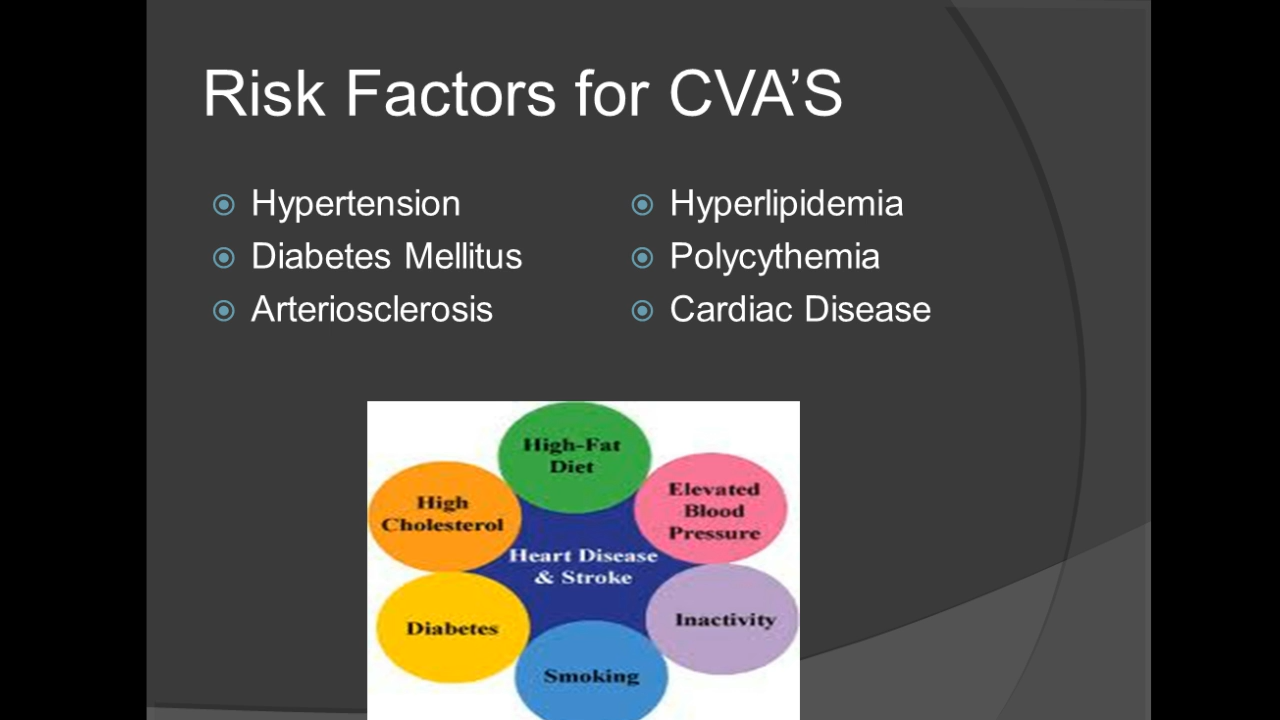 Risk Factors for CVA’S
Hypertension
Diabetes Mellitus
Arteriosclerosis
Hyperlipidemia
Polycythemia
Cardiac Disease
High-Fat
Diet
Elevated
Blood
Pressure
High
Cholesterol
Heart Disease
& Stroke
Inactivity
Diabetes
Smoking